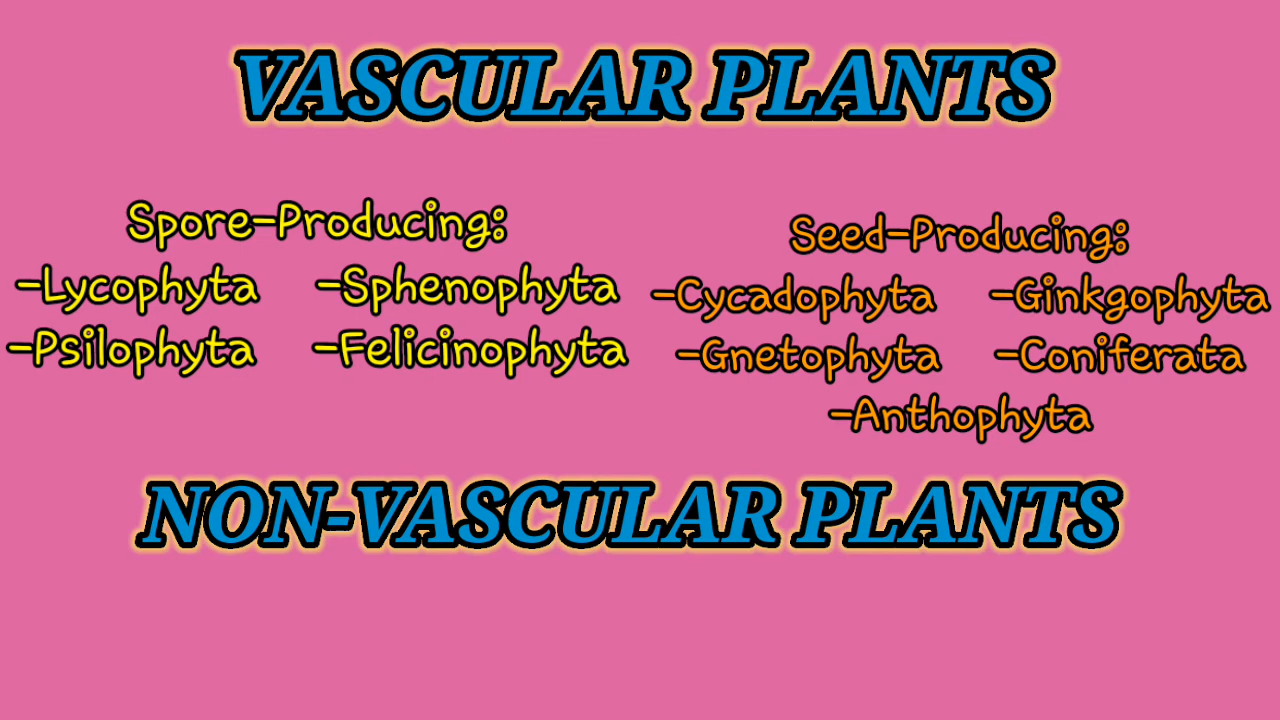 VASCULAR PLANTS
Spore-Producing:
-Lycophyta -Sphenophyta
-Psilophyta -Felicinophyta
Seed-Producing:
-Cycadophyta -Ginkgophyta
-Gnetophyta -Coniferata
-Anthophyta
NON-VASCULAR PLANTS